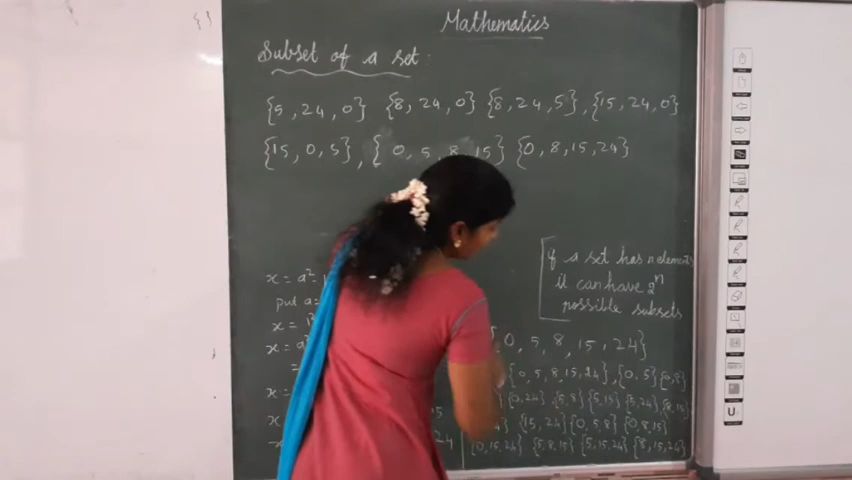 Mathematics
Subset of a set:
{5, 24, 0} {8, 24, 0} {8, 24, 5}, {15, 24, 0}
{15, 0, 5}, { 0, 5, 8, 15} {0, 8, 15, 24}
x = a²
put a =
x =
x =
=
x =
x =
x =
15
24
if a set has n elements
it can have 2ⁿ
possible subsets
0, 5, 8, 15, 24}
{0, 5, 8, 15, 24}, {0, 5} {0, 8}
{0, 24}, {5, 8} {5, 15} {5, 24}, {8, 15}
{15, 24} {0, 5, 8} {0, 8, 15}
{0, 15, 24} {5, 8, 15} {5, 15, 24} {8, 15, 24}
U